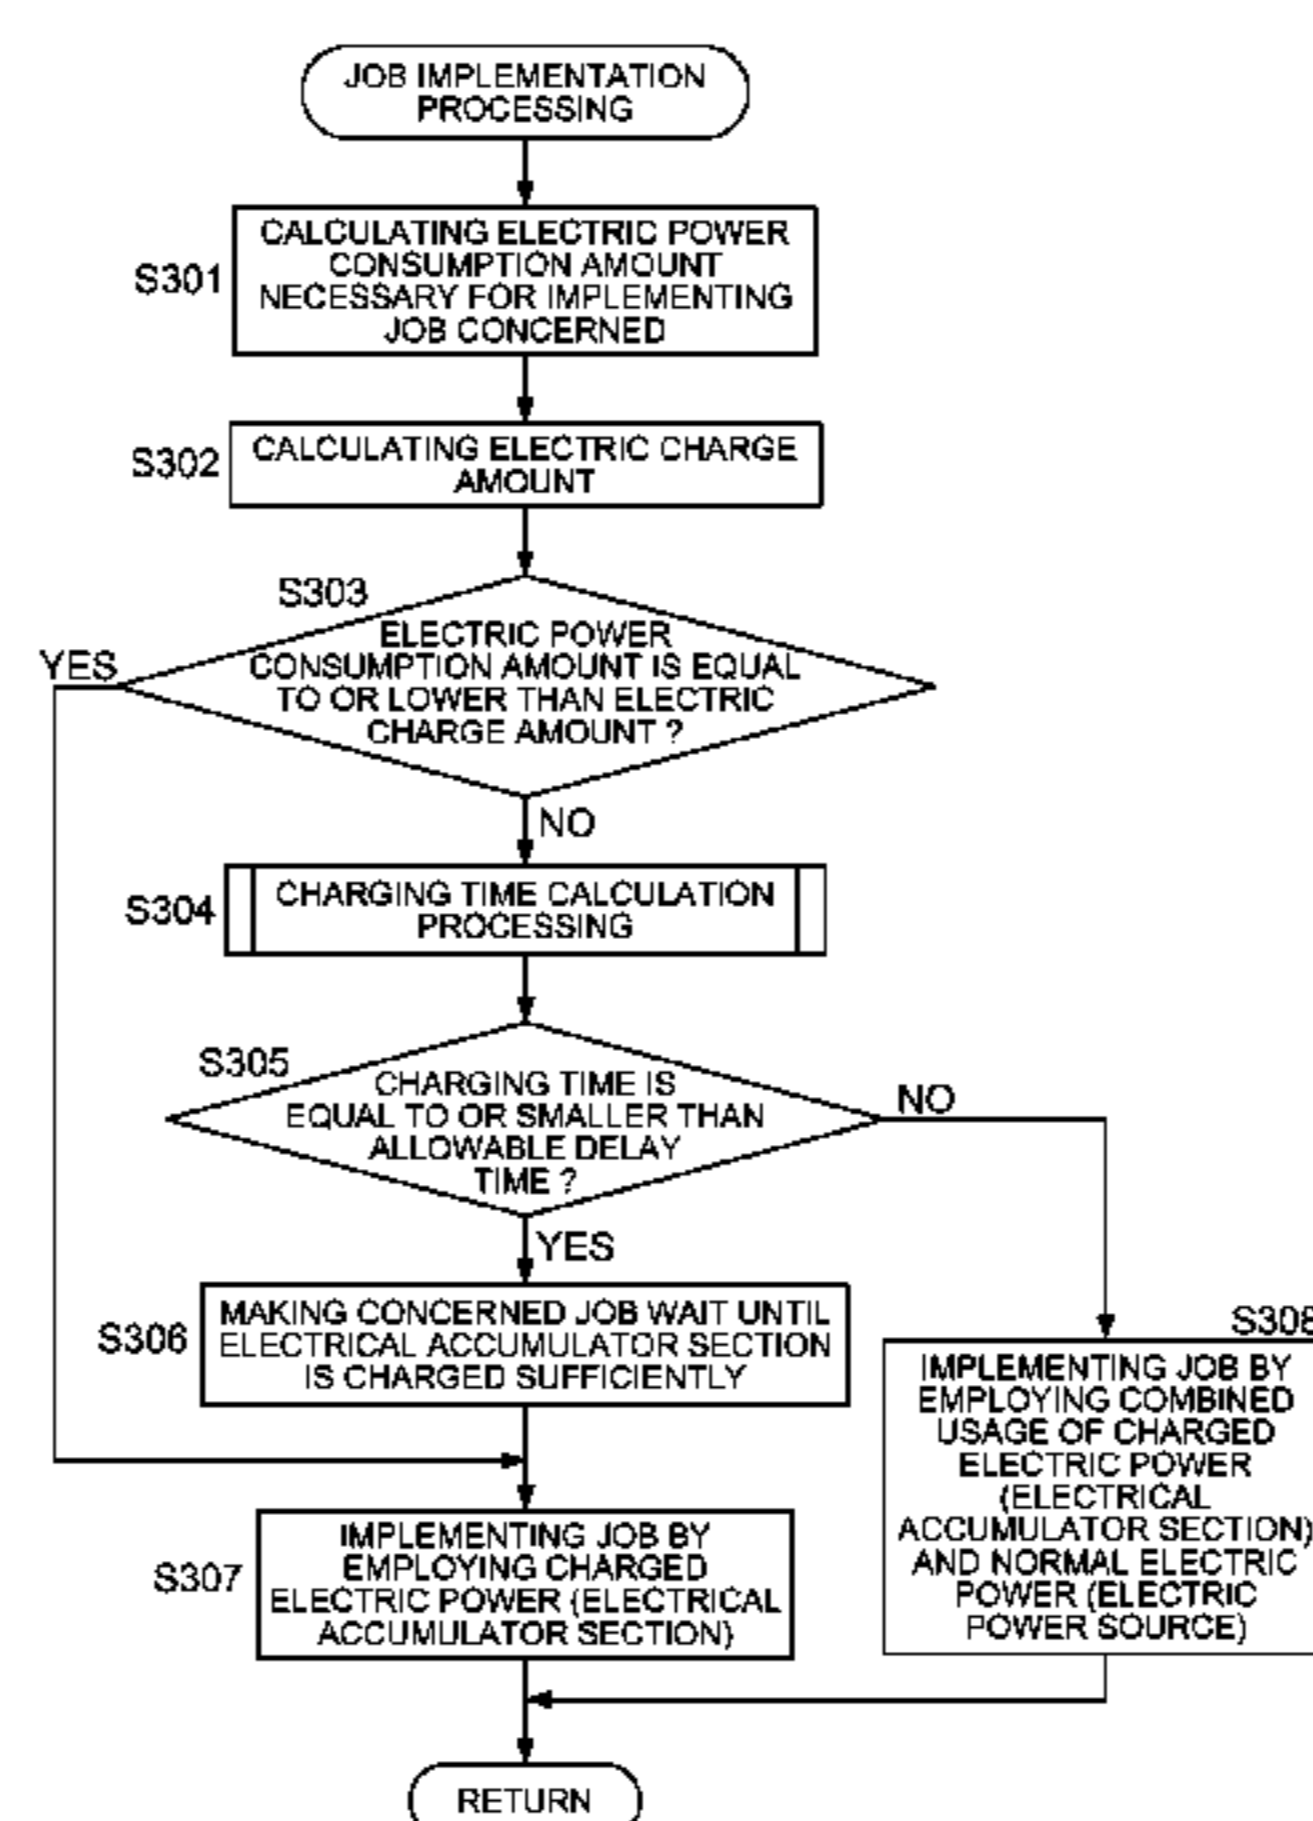 JOB IMPLEMENTATION
PROCESSING
S301
CALCULATING ELECTRIC POWER
CONSUMPTION AMOUNT
NECESSARY FOR IMPLEMENTING
JOB CONCERNED
S302
CALCULATING ELECTRIC CHARGE
AMOUNT
S303
ELECTRIC POWER
CONSUMPTION AMOUNT IS EQUAL
TO OR LOWER THAN ELECTRIC
CHARGE AMOUNT ?
YES
NO
S304
CHARGING TIME CALCULATION
PROCESSING
S305
CHARGING TIME IS
EQUAL TO OR SMALLER THAN
ALLOWABLE DELAY
TIME ?
NO
YES
S306
MAKING CONCERNED JOB WAIT UNTIL
ELECTRICAL ACCUMULATOR SECTION
IS CHARGED SUFFICIENTLY
S308
IMPLEMENTING JOB BY
EMPLOYING COMBINED
USAGE OF CHARGED
ELECTRIC POWER
(ELECTRICAL
ACCUMULATOR SECTION)
AND NORMAL ELECTRIC
POWER (ELECTRIC
POWER SOURCE)
S307
IMPLEMENTING JOB BY
EMPLOYING CHARGED
ELECTRIC POWER (ELECTRICAL
ACCUMULATOR SECTION)
RETURN